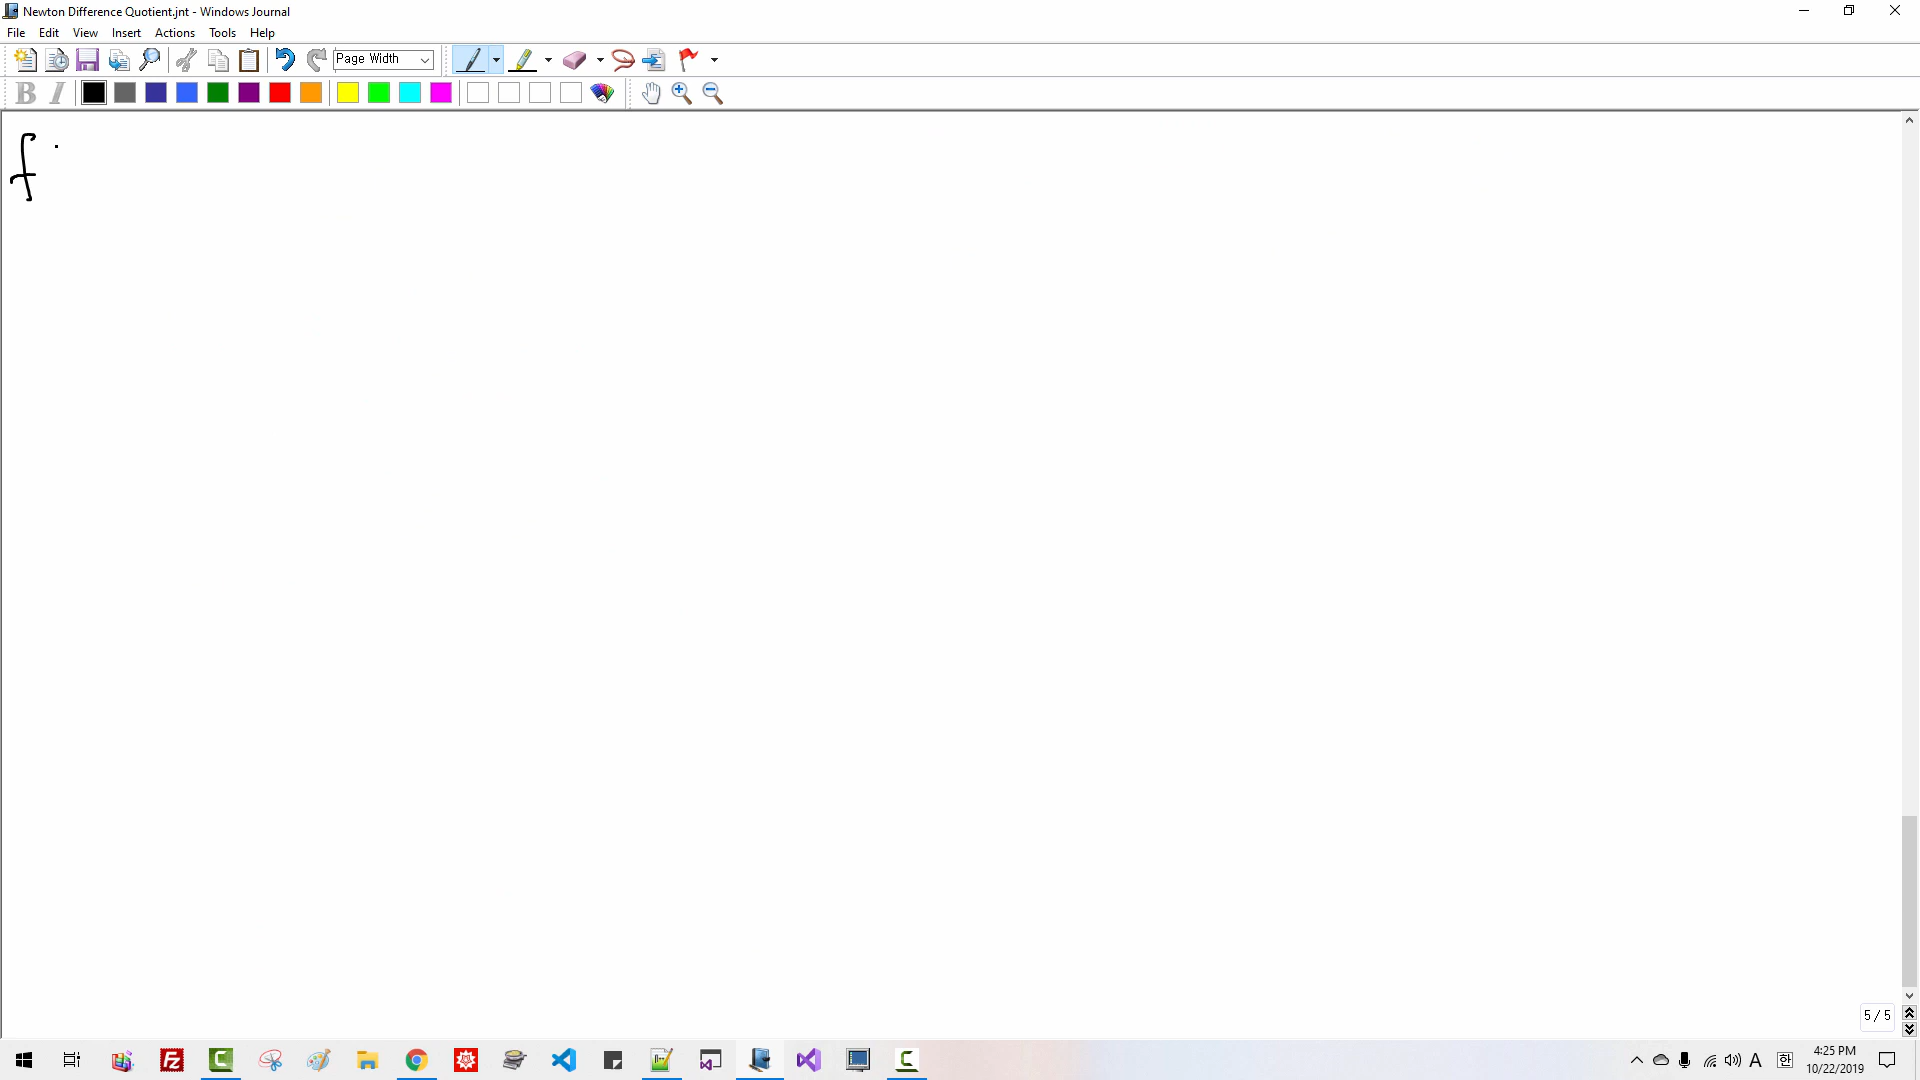 Newton Difference Quotient.jnt - Windows Journal
File Edit View Insert Actions Tools Help
Page Width
B I
f
5 / 5
A 한 4:25 PM
10/22/2019